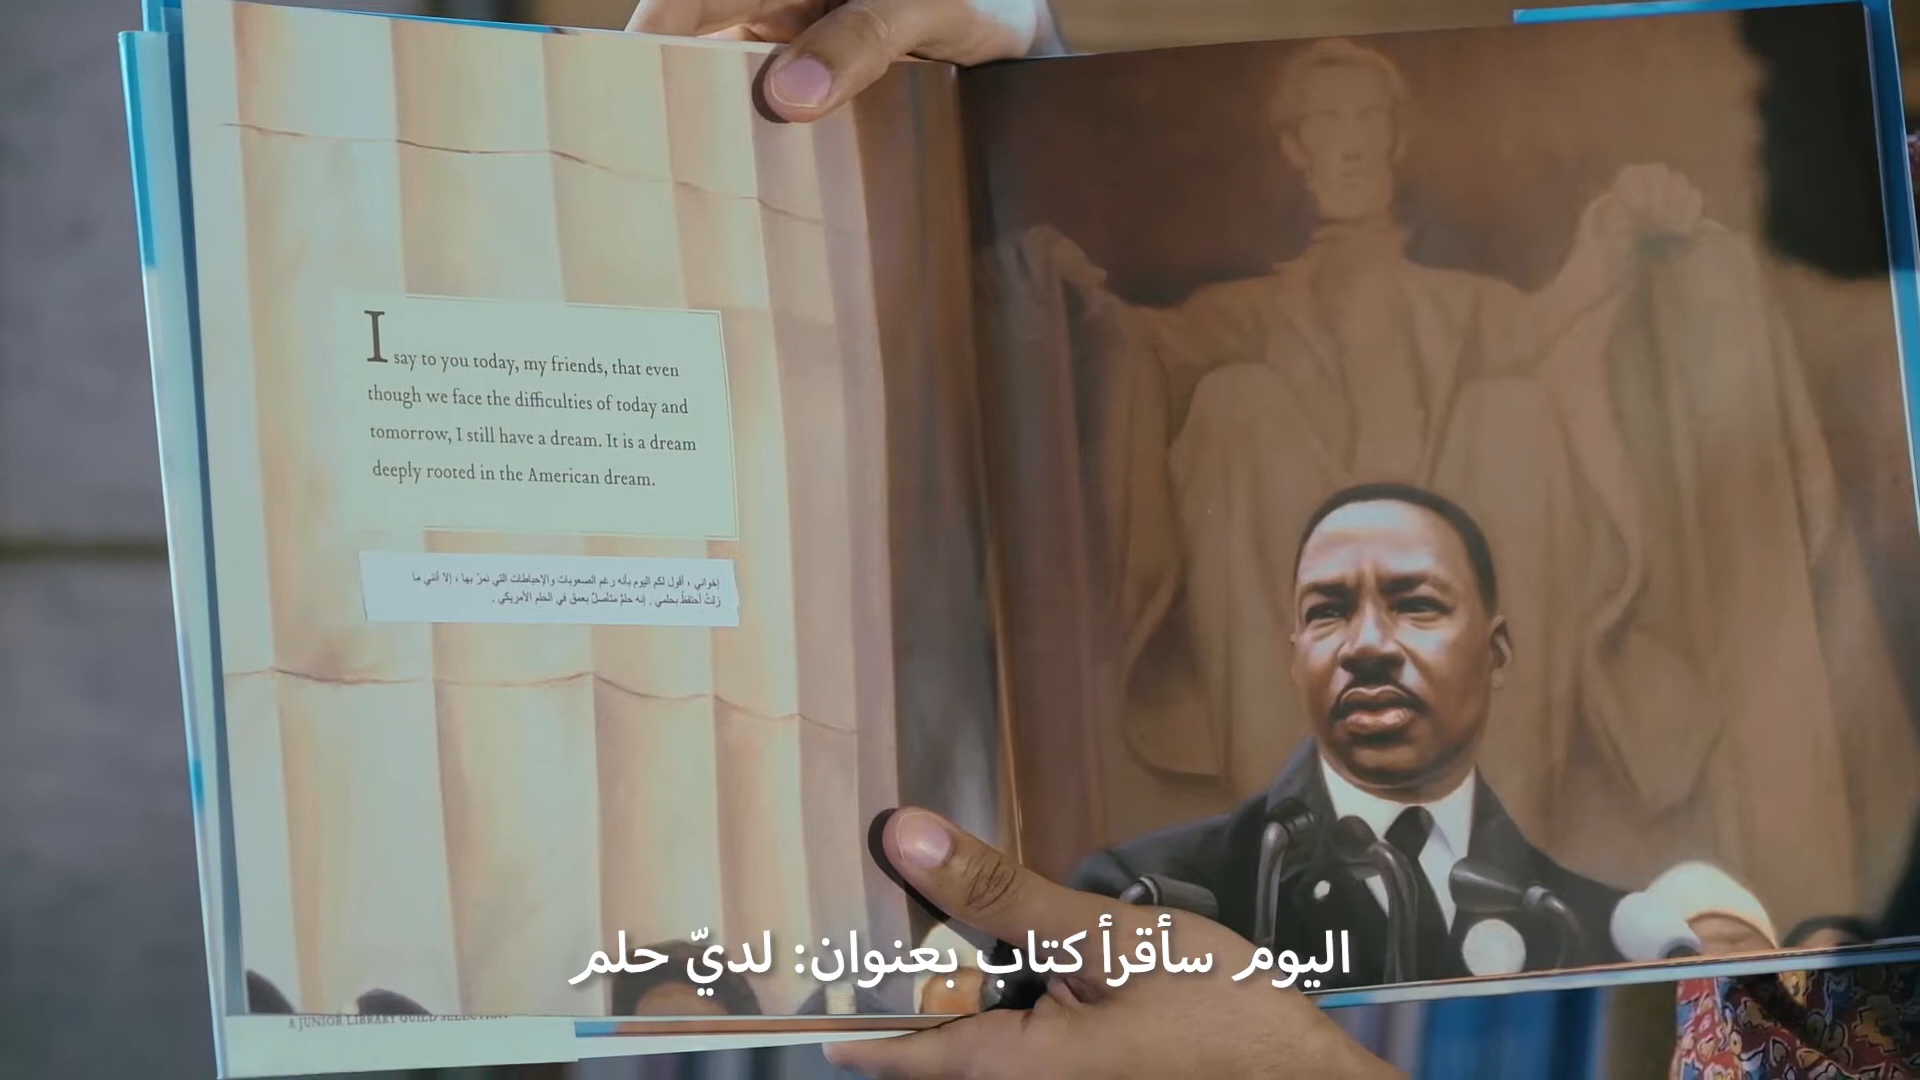 I say to you today, my friends, that even
though we face the difficulties of today and
tomorrow, I still have a dream. It is a dream
deeply rooted in the American dream.
إخواني ، أقول لكم اليوم بأنه رغم الصعوبات والإحباطات التي نمرّ بها ، إلا أنني ما
زلتُ أحتفظُ بحلمي . إنه حلمٌ متأصلٌ بعمق في الحلم الأمريكي .
اليوم سأقرأ كتاب بعنوان: لديّ حلم
A JUNIOR LIBRARY GUILD SELECTION